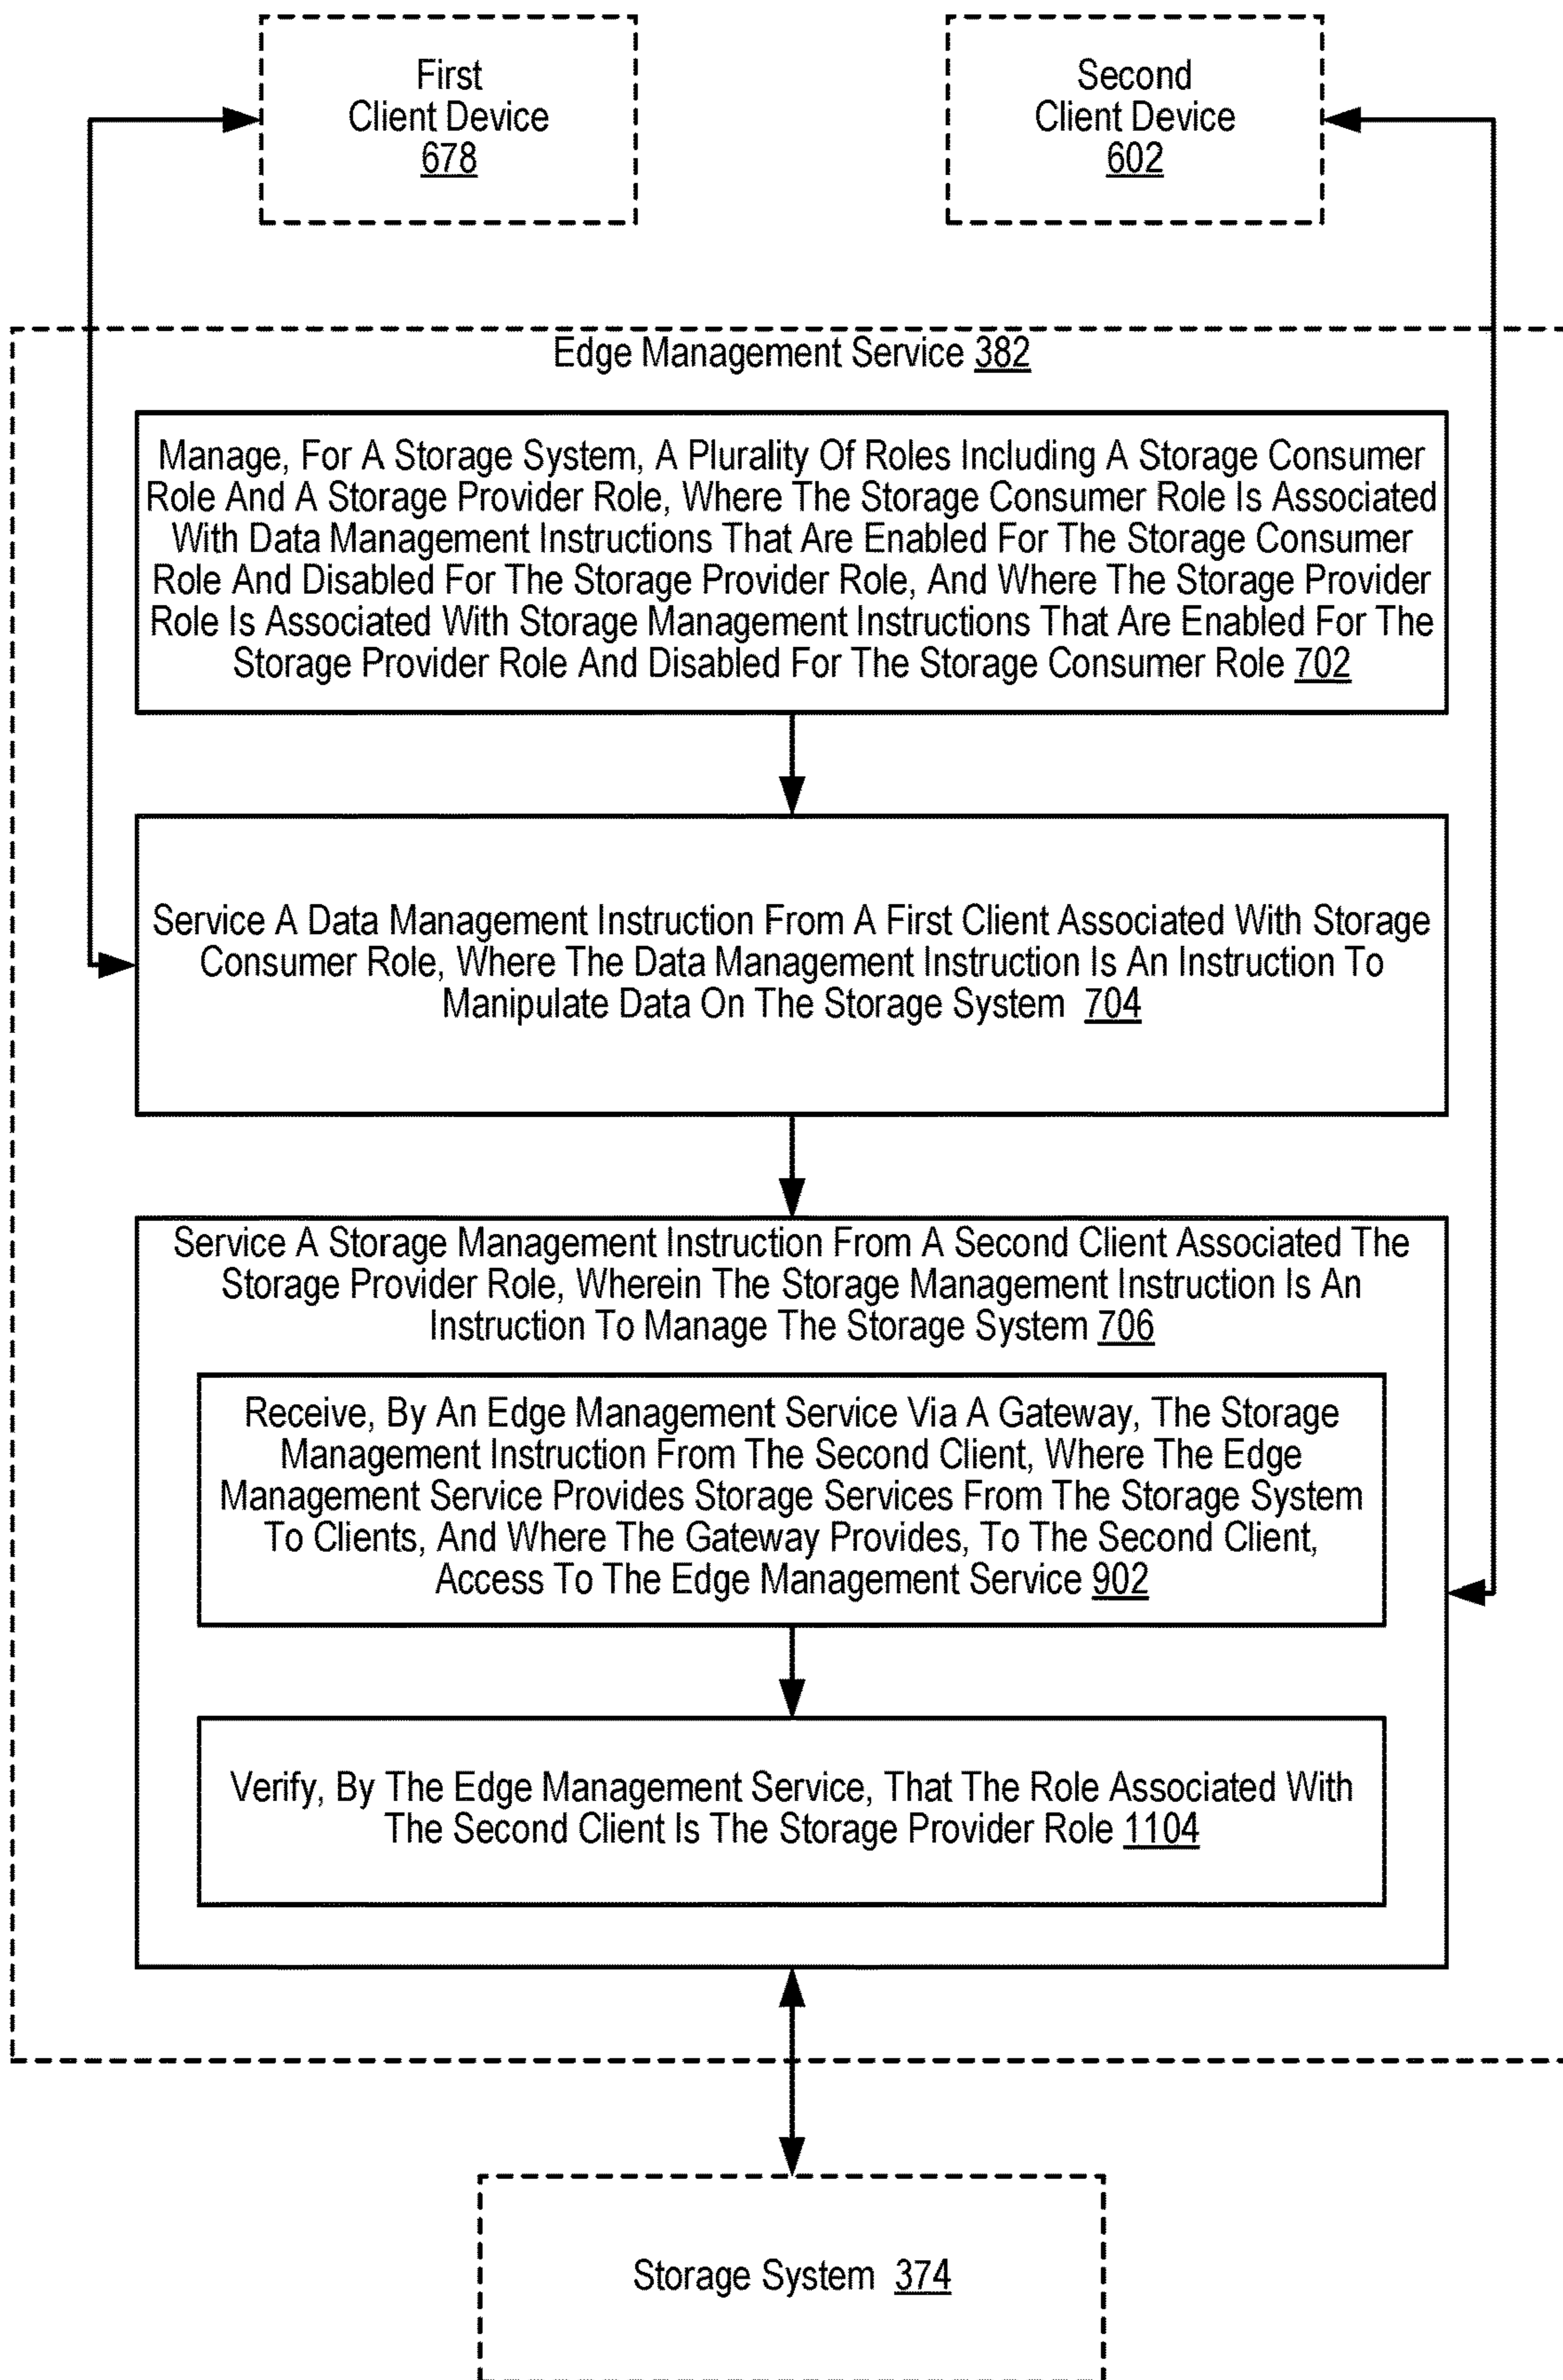 First
Client Device
678
Second
Client Device
602
Edge Management Service 382
Manage, For A Storage System, A Plurality Of Roles Including A Storage Consumer
Role And A Storage Provider Role, Where The Storage Consumer Role Is Associated
With Data Management Instructions That Are Enabled For The Storage Consumer
Role And Disabled For The Storage Provider Role, And Where The Storage Provider
Role Is Associated With Storage Management Instructions That Are Enabled For The
Storage Provider Role And Disabled For The Storage Consumer Role 702
Service A Data Management Instruction From A First Client Associated With Storage
Consumer Role, Where The Data Management Instruction Is An Instruction To
Manipulate Data On The Storage System 704
Service A Storage Management Instruction From A Second Client Associated The
Storage Provider Role, Wherein The Storage Management Instruction Is An
Instruction To Manage The Storage System 706
Receive, By An Edge Management Service Via A Gateway, The Storage
Management Instruction From The Second Client, Where The Edge
Management Service Provides Storage Services From The Storage System
To Clients, And Where The Gateway Provides, To The Second Client,
Access To The Edge Management Service 902
Verify, By The Edge Management Service, That The Role Associated With
The Second Client Is The Storage Provider Role 1104
Storage System 374